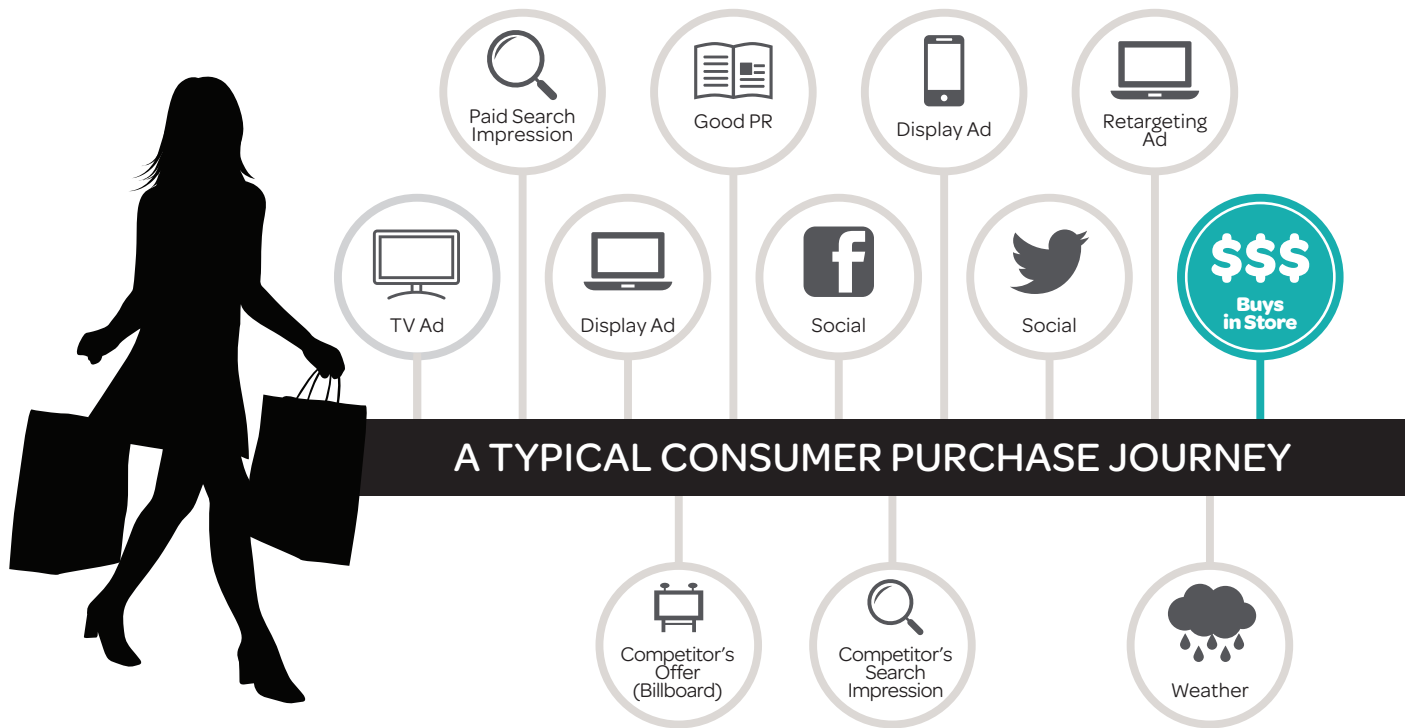 Paid Search
Impression
Good PR
Display Ad
Retargeting
Ad
TV Ad
Display Ad
Social
Social
$$$
Buys
in Store
A TYPICAL CONSUMER PURCHASE JOURNEY
Competitor's
Offer
(Billboard)
Competitor's
Search
Impression
Weather